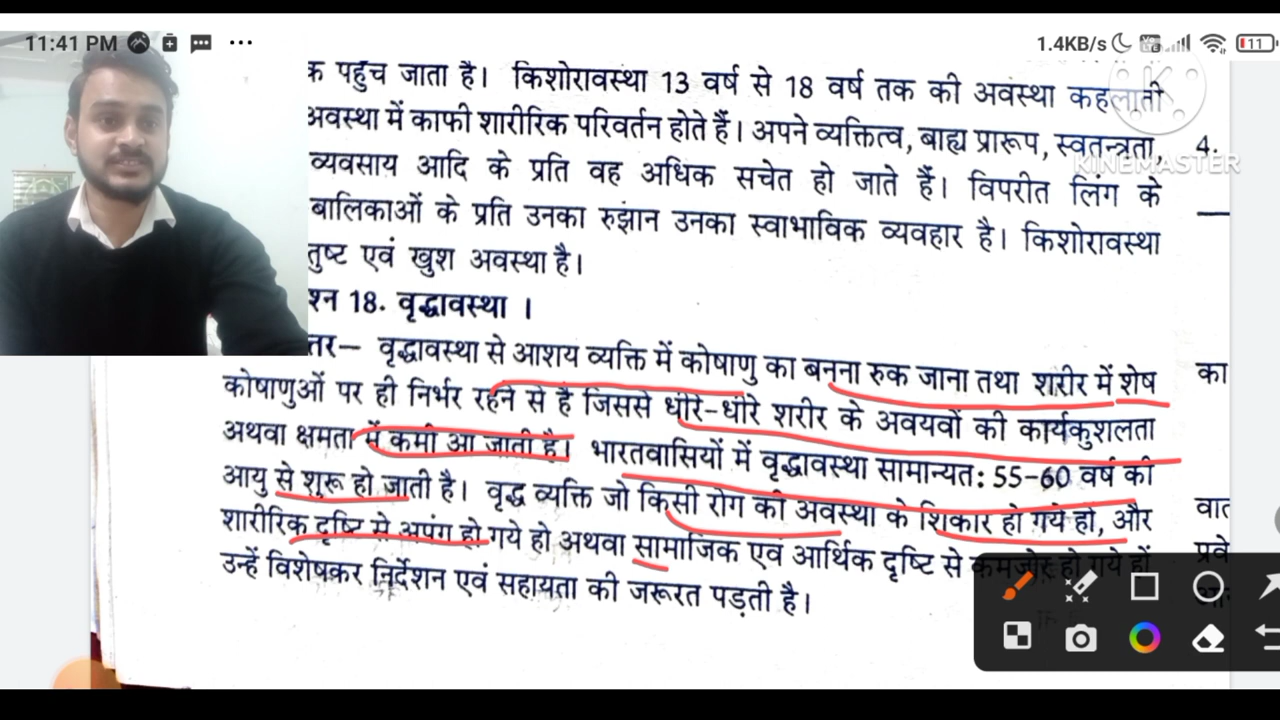 11:41 PM
1.4KB/s
11
KINEMASTER
क पहुंच जाता है। किशोरावस्था 13 वर्ष से 18 वर्ष तक की अवस्था कहलाती
अवस्था में काफी शारीरिक परिवर्तन होते हैं। अपने व्यक्तित्व, बाह्य प्रारूप, स्वतन्त्रता,
व्यवसाय आदि के प्रति वह अधिक सचेत हो जाते हैं। विपरीत लिंग के
बालिकाओं के प्रति उनका रुझान उनका स्वाभाविक व्यवहार है। किशोरावस्था
तुष्ट एवं खुश अवस्था है।
श्न 18. वृद्धावस्था ।
तर— वृद्धावस्था से आशय व्यक्ति में कोषाणु का बनना रुक जाना तथा शरीर में शेष
कोषाणुओं पर ही निर्भर रहने से है जिससे धीरे-धीरे शरीर के अवयवों की कार्यकुशलता
अथवा क्षमता में कमी आ जाती है। भारतवासियों में वृद्धावस्था सामान्यत: 55-60 वर्ष की
आयु से शुरू हो जाती है। वृद्ध व्यक्ति जो किसी रोग की अवस्था के शिकार हो गये हो, और
शारीरिक दृष्टि से अपंग हो गये हो अथवा सामाजिक एवं आर्थिक दृष्टि से कमजोर हो गये हों
उन्हें विशेषकर निर्देशन एवं सहायता की जरूरत पड़ती है।
4.
का
वात
प्रवे